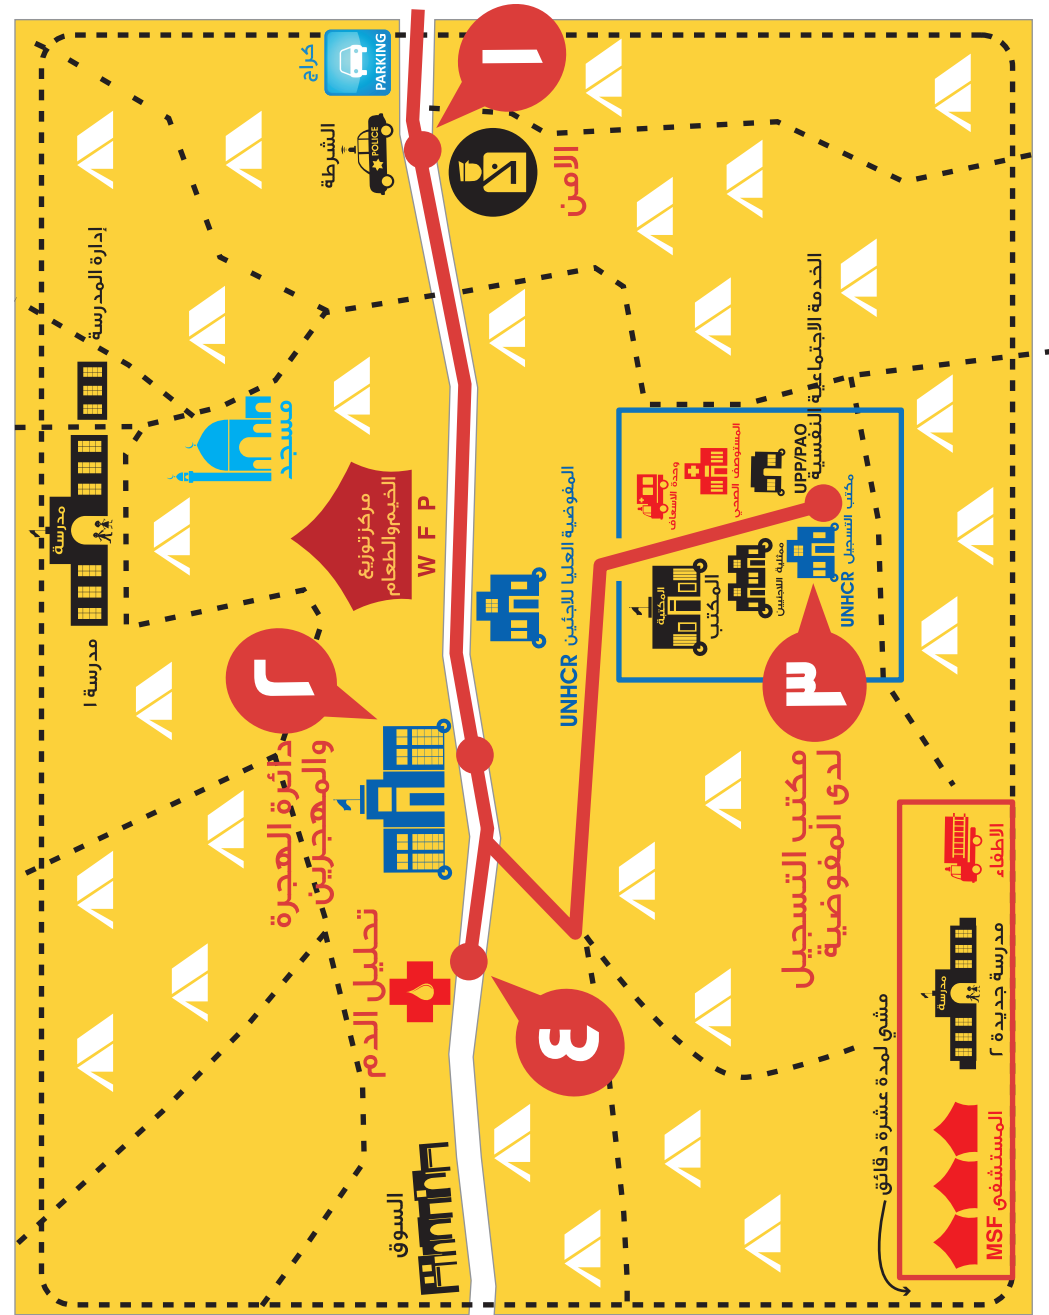 كراج
PARKING
الشرطة
POLICE
١
الامن
إدارة المدرسة
مدرسة
مدرسة ١
مسجد
مركز توزيع
الخيم والطعام
W F P
المفوضية العليا للاجئين UNHCR
الخدمة الاجتماعية النفسية
UPP/PAO
وحدة الاسعاف
المستوصف الصحي
مكتب التسجيل UNHCR
ممثلية اللاجئين
المكتب
المكتبة
٢
دائرة الهجرة
والمهجرين
٣
مكتب التسجيل
لدى المفوضية
تحليل الدم
٤
السوق
الاطفاء
مدرسة
مدرسة جديدة ٢
المستشفى MSF
مشي لمدة عشرة دقائق